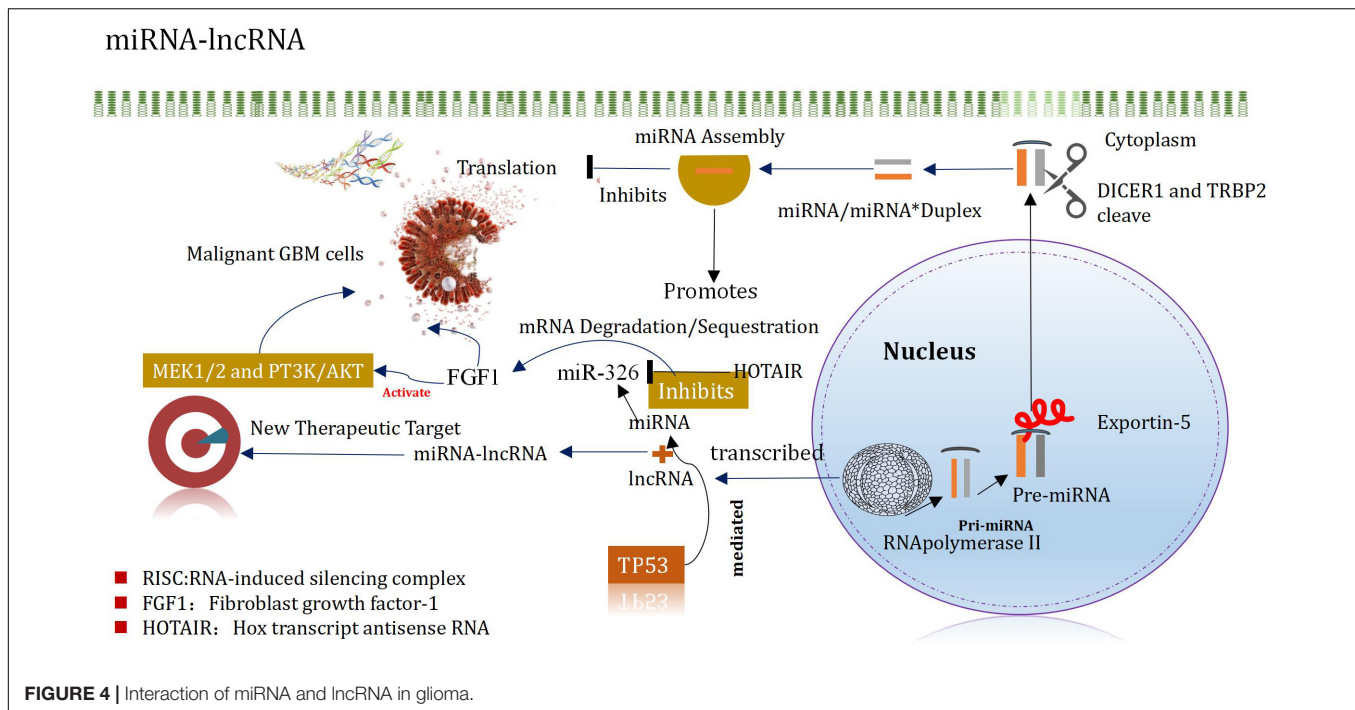 miRNA-lncRNA
miRNA Assembly
Cytoplasm
Translation
Inhibits
miRNA/miRNA*Duplex
DICER1 and TRBP2
cleave
Malignant GBM cells
Promotes
mRNA Degradation/Sequestration
Nucleus
MEK1/2 and PT3K/AKT
Activate
FGF1
miR-326
HOTAIR
Inhibits
miRNA
New Therapeutic Target
miRNA-lncRNA
lncRNA
transcribed
Exportin-5
Pre-miRNA
Pri-miRNA
RNApolymerase II
mediated
TP53
RISC:RNA-induced silencing complex
FGF1：Fibroblast growth factor-1
HOTAIR：Hox transcript antisense RNA
FIGURE 4 | Interaction of miRNA and lncRNA in glioma.